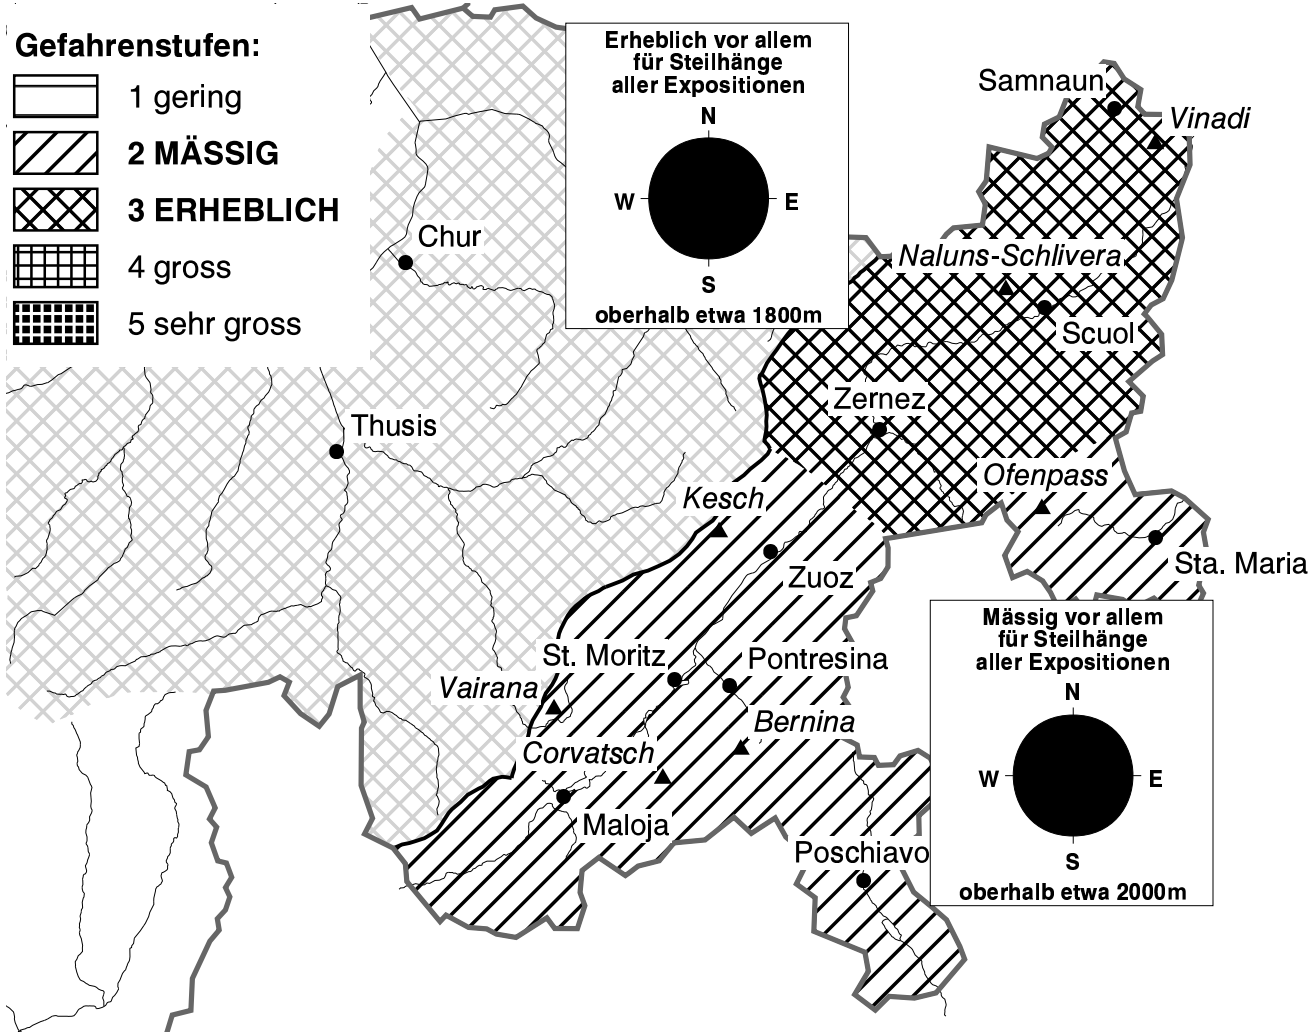 Gefahrenstufen:
1 gering
2 MÄSSIG
3 ERHEBLICH
4 gross
5 sehr gross
Erheblich vor allem
für Steilhänge
aller Expositionen
N
W
E
S
oberhalb etwa 1800m
Samnaun
Vinadi
Chur
Naluns-Schlivera
Scuol
Zernez
Thusis
Ofenpass
Kesch
Sta. Maria
Zuoz
St. Moritz
Pontresina
Vairana
Bernina
Corvatsch
Maloja
Poschiavo
Mässig vor allem
für Steilhänge
aller Expositionen
N
W
E
S
oberhalb etwa 2000m